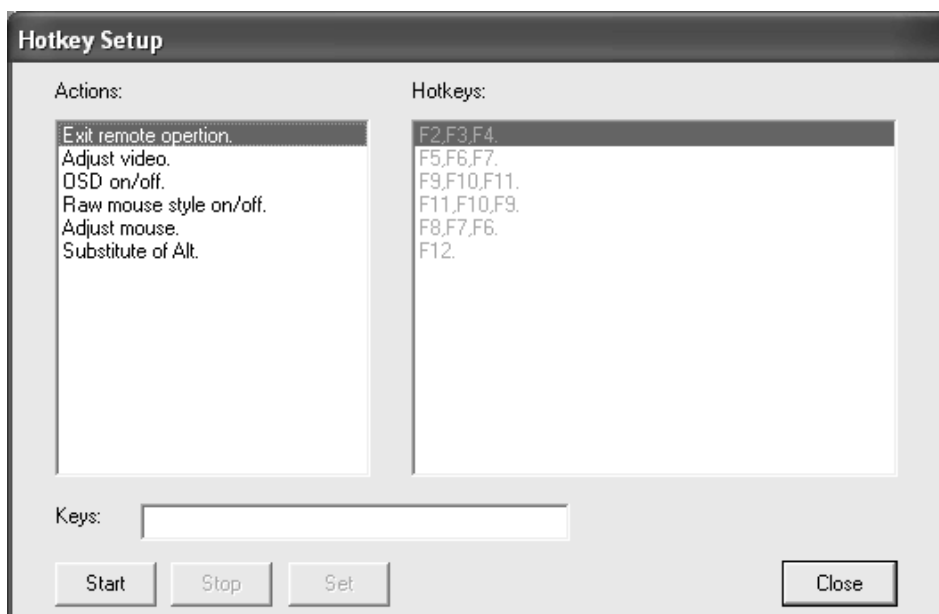 Hotkey Setup
Actions:
Hotkeys:
Exit remote opertion.
F2,F3,F4.
Adjust video.
F5,F6,F7.
OSD on/off.
F9,F10,F11.
Raw mouse style on/off.
F11,F10,F9.
Adjust mouse.
F8,F7,F6.
Substitute of Alt.
F12.
Keys:
Start
Stop
Set
Close